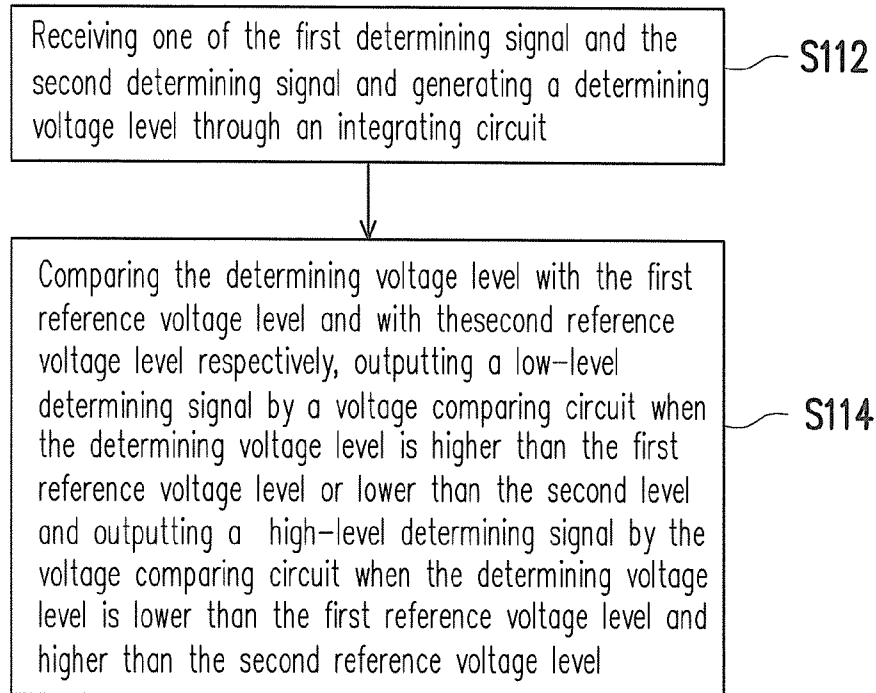 Receiving one of the first determining signal and the
second determining signal and generating a determining
voltage level through an integrating circuit
S112
Comparing the determining voltage level with the first
reference voltage level and with thesecond reference
voltage level respectively, outputting a low-level
determining signal by a voltage comparing circuit when
the determining voltage level is higher than the first
reference voltage level or lower than the second level
and outputting a high-level determining signal by the
voltage comparing circuit when the determining voltage
level is lower than the first reference voltage level and
higher than the second reference voltage level
S114